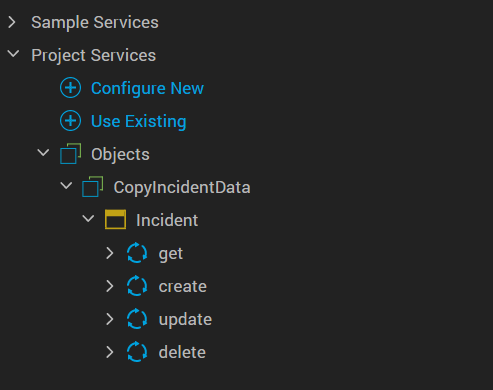 Sample Services
Project Services
Configure New
Use Existing
Objects
CopyIncidentData
Incident
get
create
update
delete